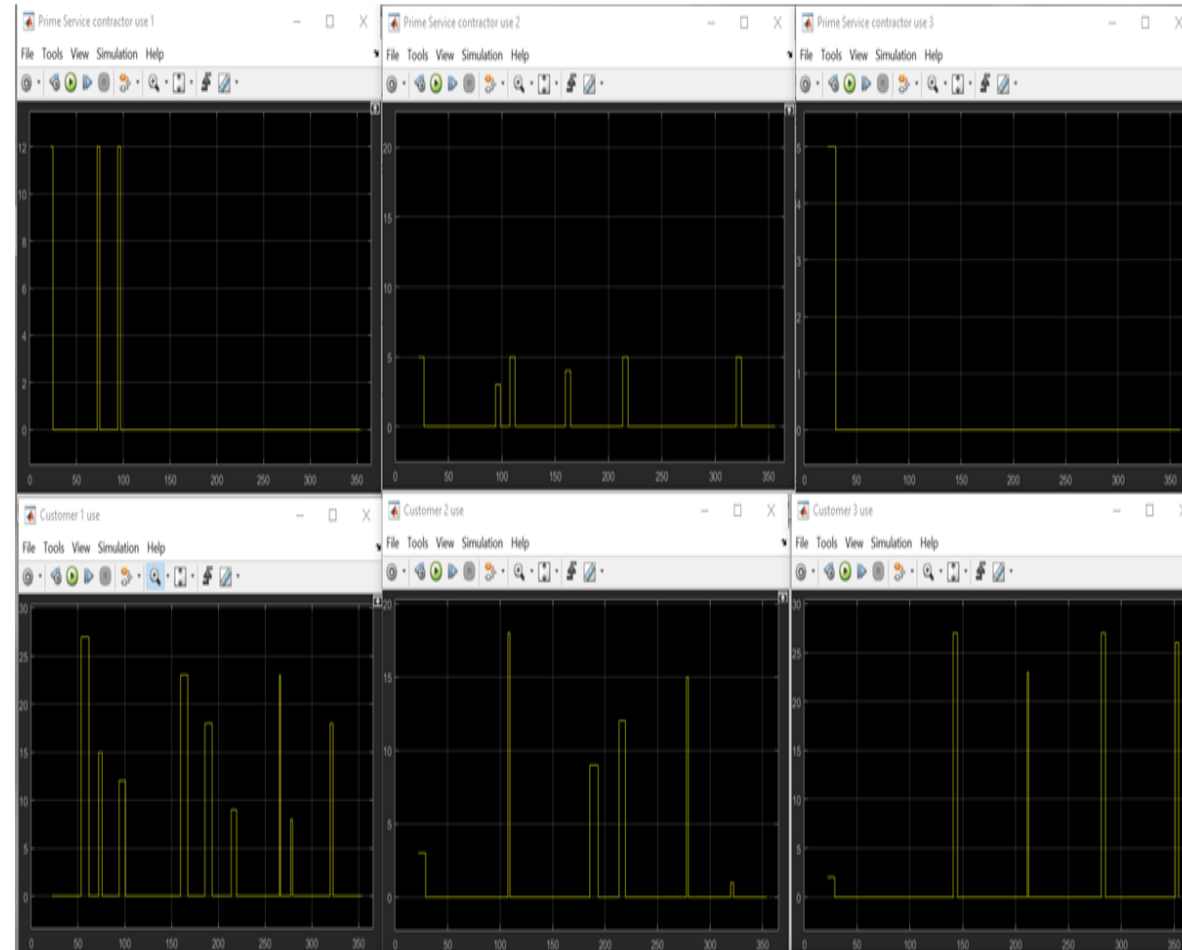 Prime Service contractor use 1
File Tools View Simulation Help
12
10
8
6
4
2
0
0 50 100 150 200 250 300 350
Prime Service contractor use 2
File Tools View Simulation Help
20
15
10
5
0
0 50 100 150 200 250 300 350
Prime Service contractor use 3
File Tools View Simulation Help
5
4
3
2
1
0
0 50 100 150 200 250 300 350
Customer 1 use
File Tools View Simulation Help
30
25
20
15
10
5
0
0 50 100 150 200 250 300 350
Customer 2 use
File Tools View Simulation Help
20
15
10
5
0
0 50 100 150 200 250 300 350
Customer 3 use
File Tools View Simulation Help
30
25
20
15
10
5
0
0 50 100 150 200 250 300 350